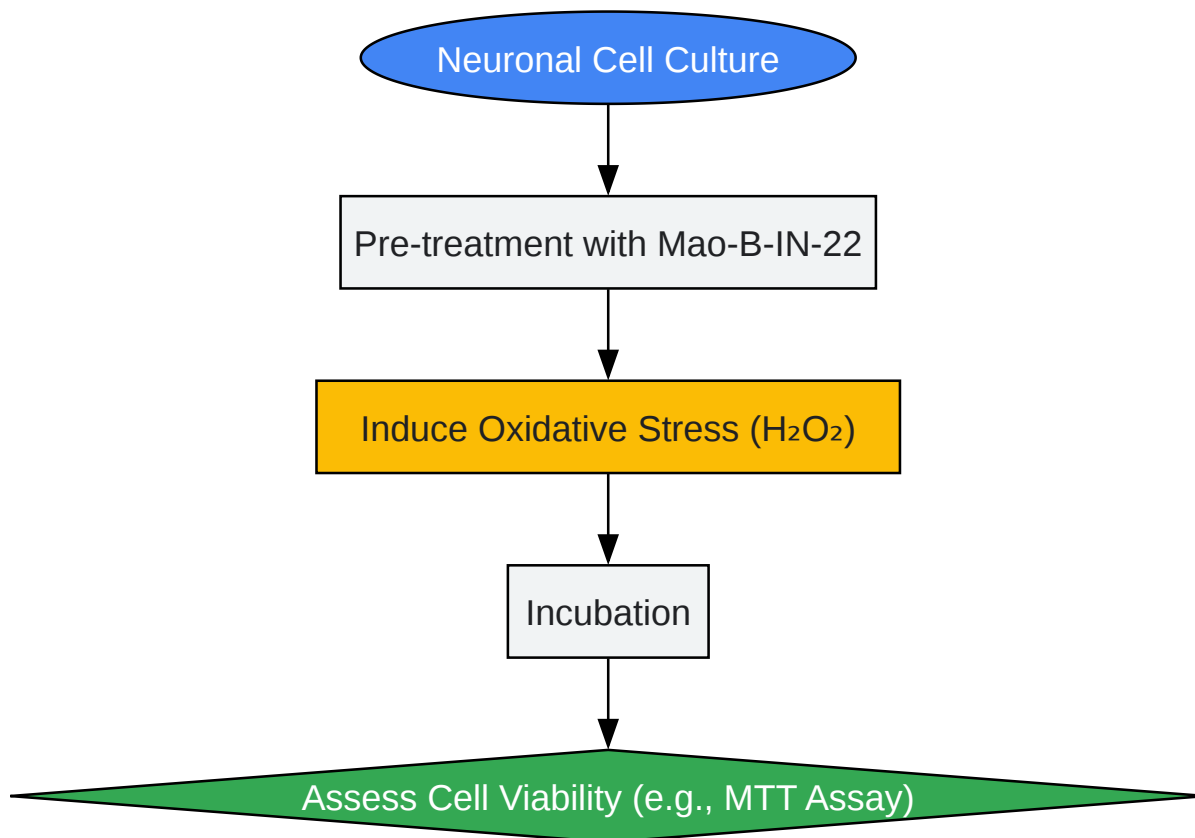 Neuronal Cell Culture
Pre-treatment with Mao-B-IN-22
Induce Oxidative Stress (H₂O₂)
Incubation
Assess Cell Viability (e.g., MTT Assay)